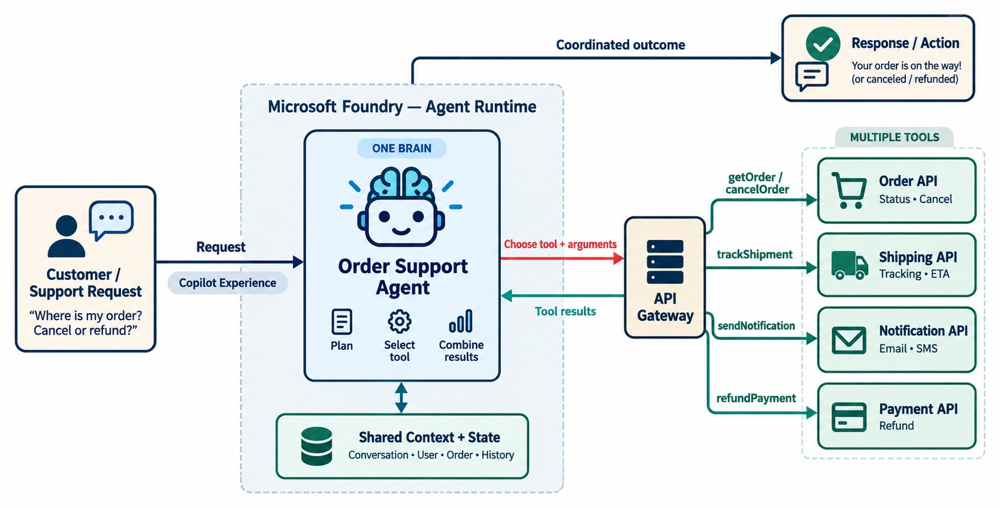 Coordinated outcome
Response / Action
Your order is on the way!
(or canceled / refunded)
Microsoft Foundry — Agent Runtime
ONE BRAIN
Order Support
Agent
Plan
Select
tool
Combine
results
Customer /
Support Request
“Where is my order?
Cancel or refund?”
Request
Copilot Experience
Choose tool + arguments
Tool results
API
Gateway
Shared Context + State
Conversation • User • Order • History
MULTIPLE TOOLS
getOrder /
cancelOrder
Order API
Status • Cancel
trackShipment
Shipping API
Tracking • ETA
sendNotification
Notification API
Email • SMS
refundPayment
Payment API
Refund